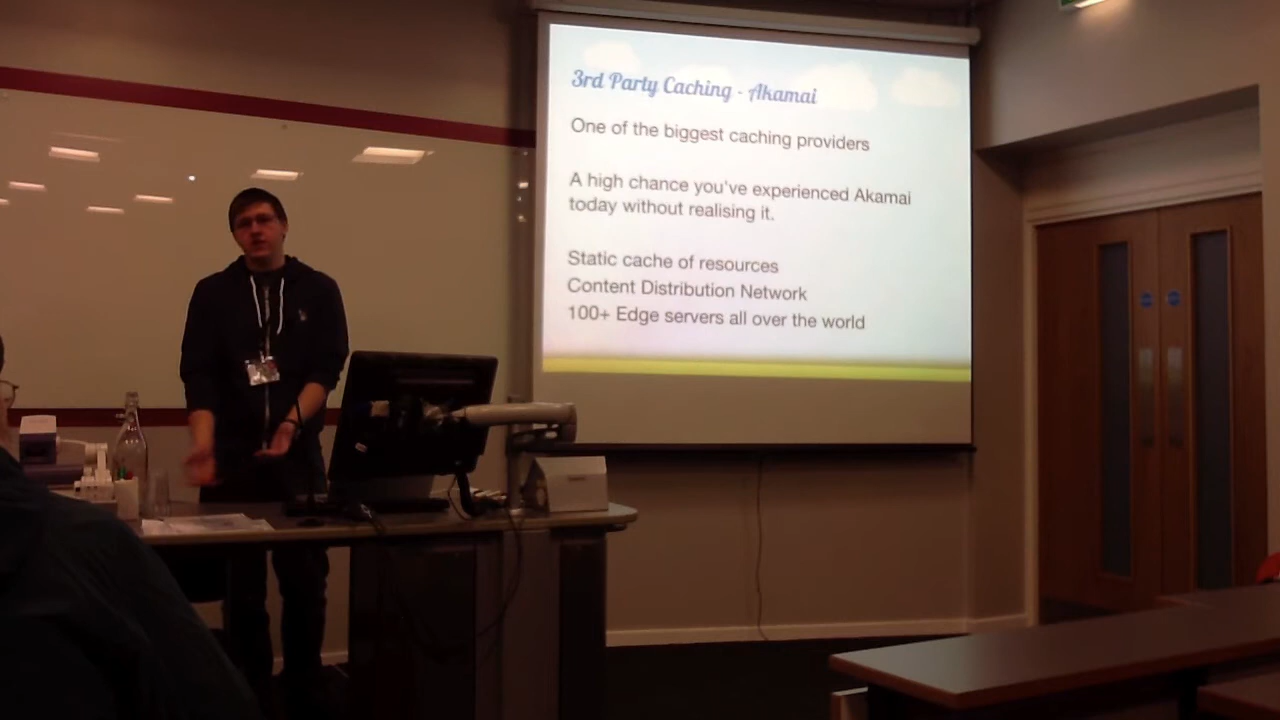 3rd Party Caching - Akamai
One of the biggest caching providers
A high chance you've experienced Akamai
today without realising it.
Static cache of resources
Content Distribution Network
100+ Edge servers all over the world